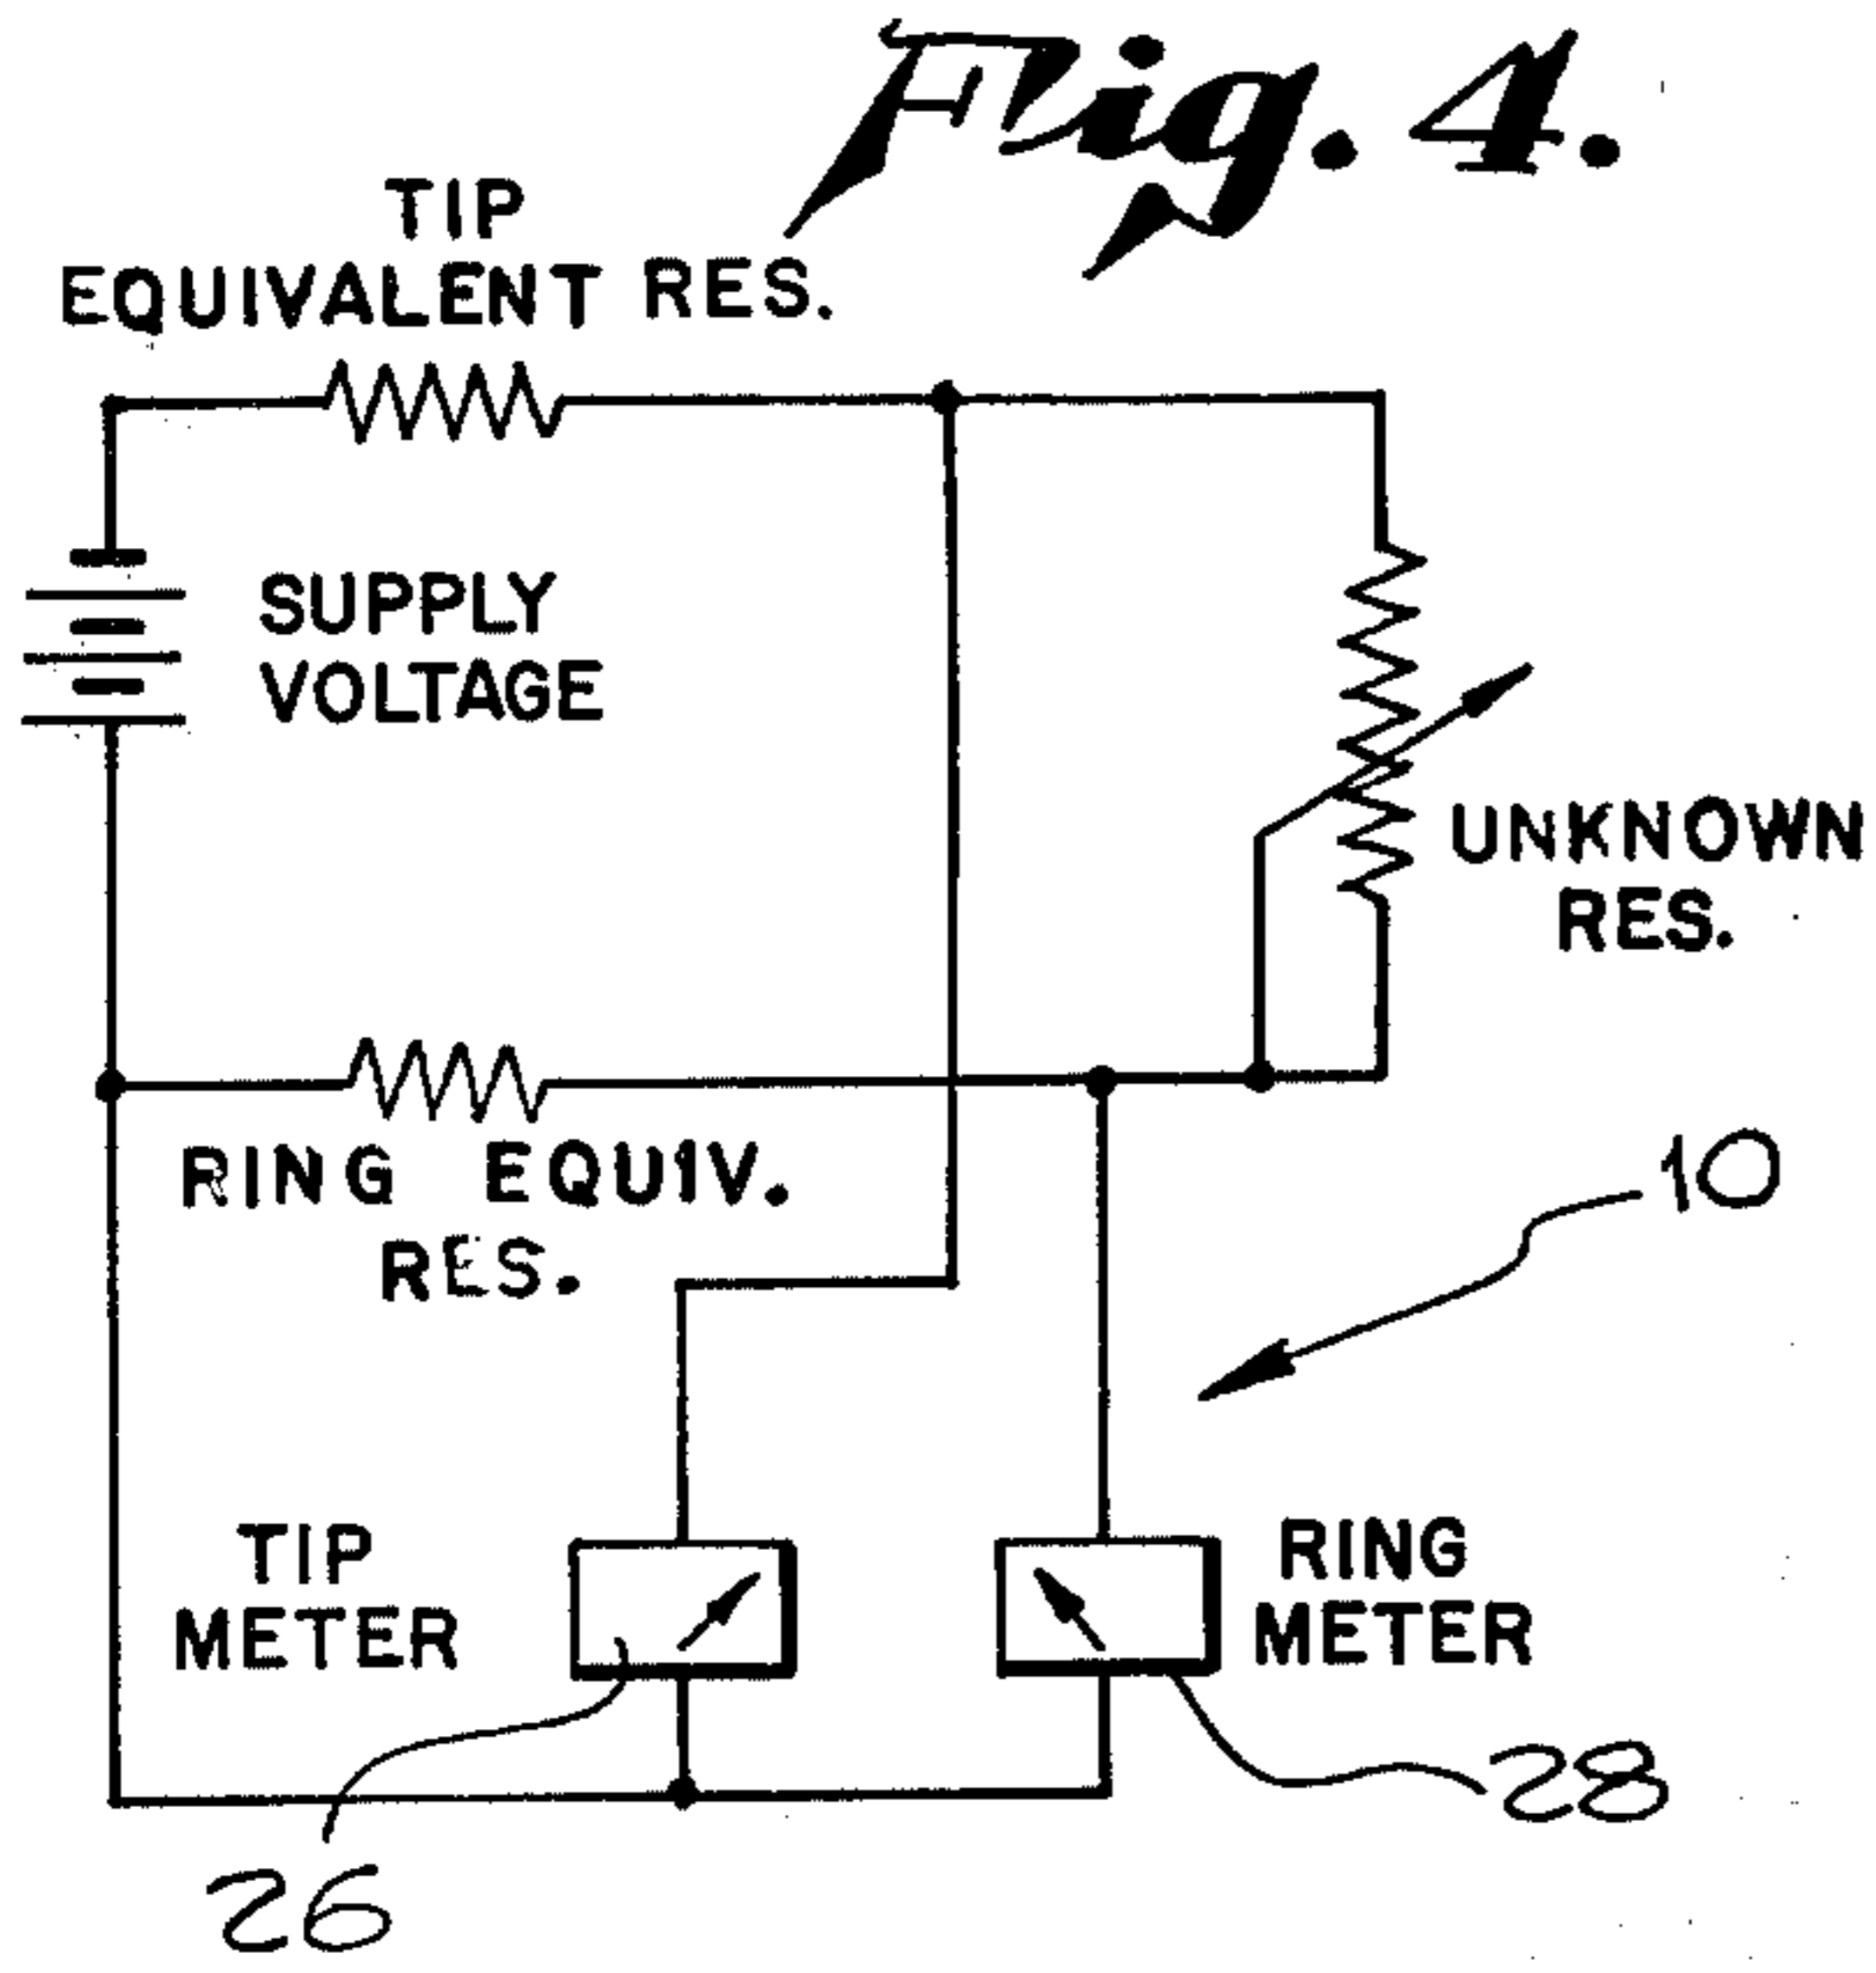 Fig. 4.
TIP
EQUIVALENT RES.
SUPPLY
VOLTAGE
UNKNOWN
RES.
RING EQUIV.
RES.
10
TIP
METER
RING
METER
28
26